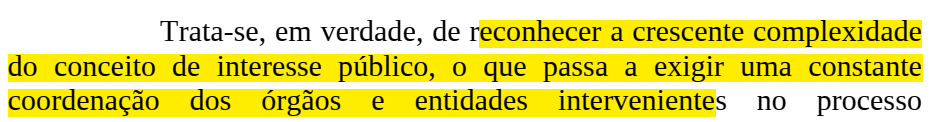 Trata-se, em verdade, de reconhecer a crescente complexidade
do conceito de interesse público, o que passa a exigir uma constante
coordenação dos órgãos e entidades intervenientes no processo